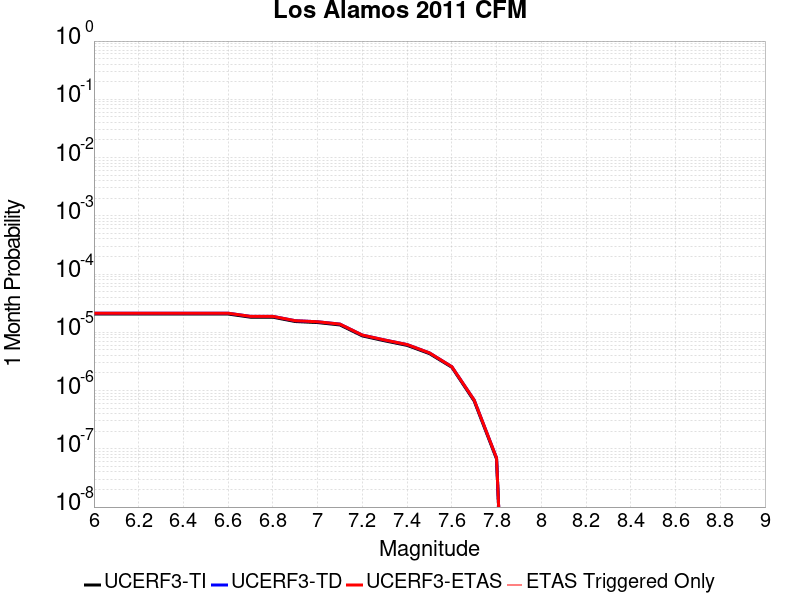 Los Alamos 2011 CFM
10^0
10^-1
10^-2
10^-3
10^-4
10^-5
10^-6
10^-7
10^-8
1 Month Probability
6 6.2 6.4 6.6 6.8 7 7.2 7.4 7.6 7.8 8 8.2 8.4 8.6 8.8 9
Magnitude
UCERF3-TI UCERF3-TD UCERF3-ETAS ETAS Triggered Only